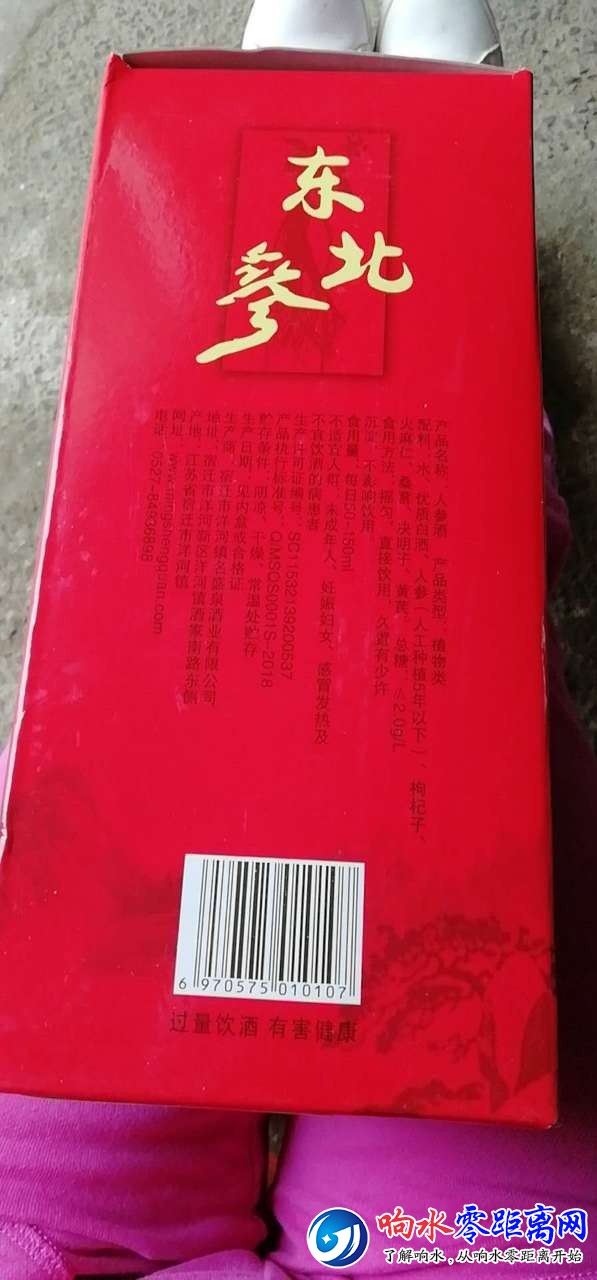 东北
参
产品名称：人参酒 产品类型：植物类
配料：水、优质白酒、人参（人工种植5年以下）、枸杞子、
火麻仁、桑葚、决明子、黄芪 总糖：≥2.0g/L
食用方法：摇匀，直接饮用，久置有少许
沉淀，不影响饮用
食用量：每日50-150ml
不适宜人群：未成年人、妊娠妇女、感冒发热及
不宜饮酒的病患者
生产许可证编号：SC11532139200537
产品执行标准号：Q/MSQS0001S-2018
贮存条件：阴凉、干燥、常温处贮存
生产日期：见内盒或合格证
生产商：宿迁市洋河镇名盛泉酒业有限公司
地址：宿迁市洋河新区洋河镇酒家南路东侧
产地：江苏省宿迁市洋河镇
网址：www.mingshengquan.com
电话：0527-84939898
6 970575 010107
过量饮酒 有害健康
响水零距离网
了解响水，从响水零距离开始